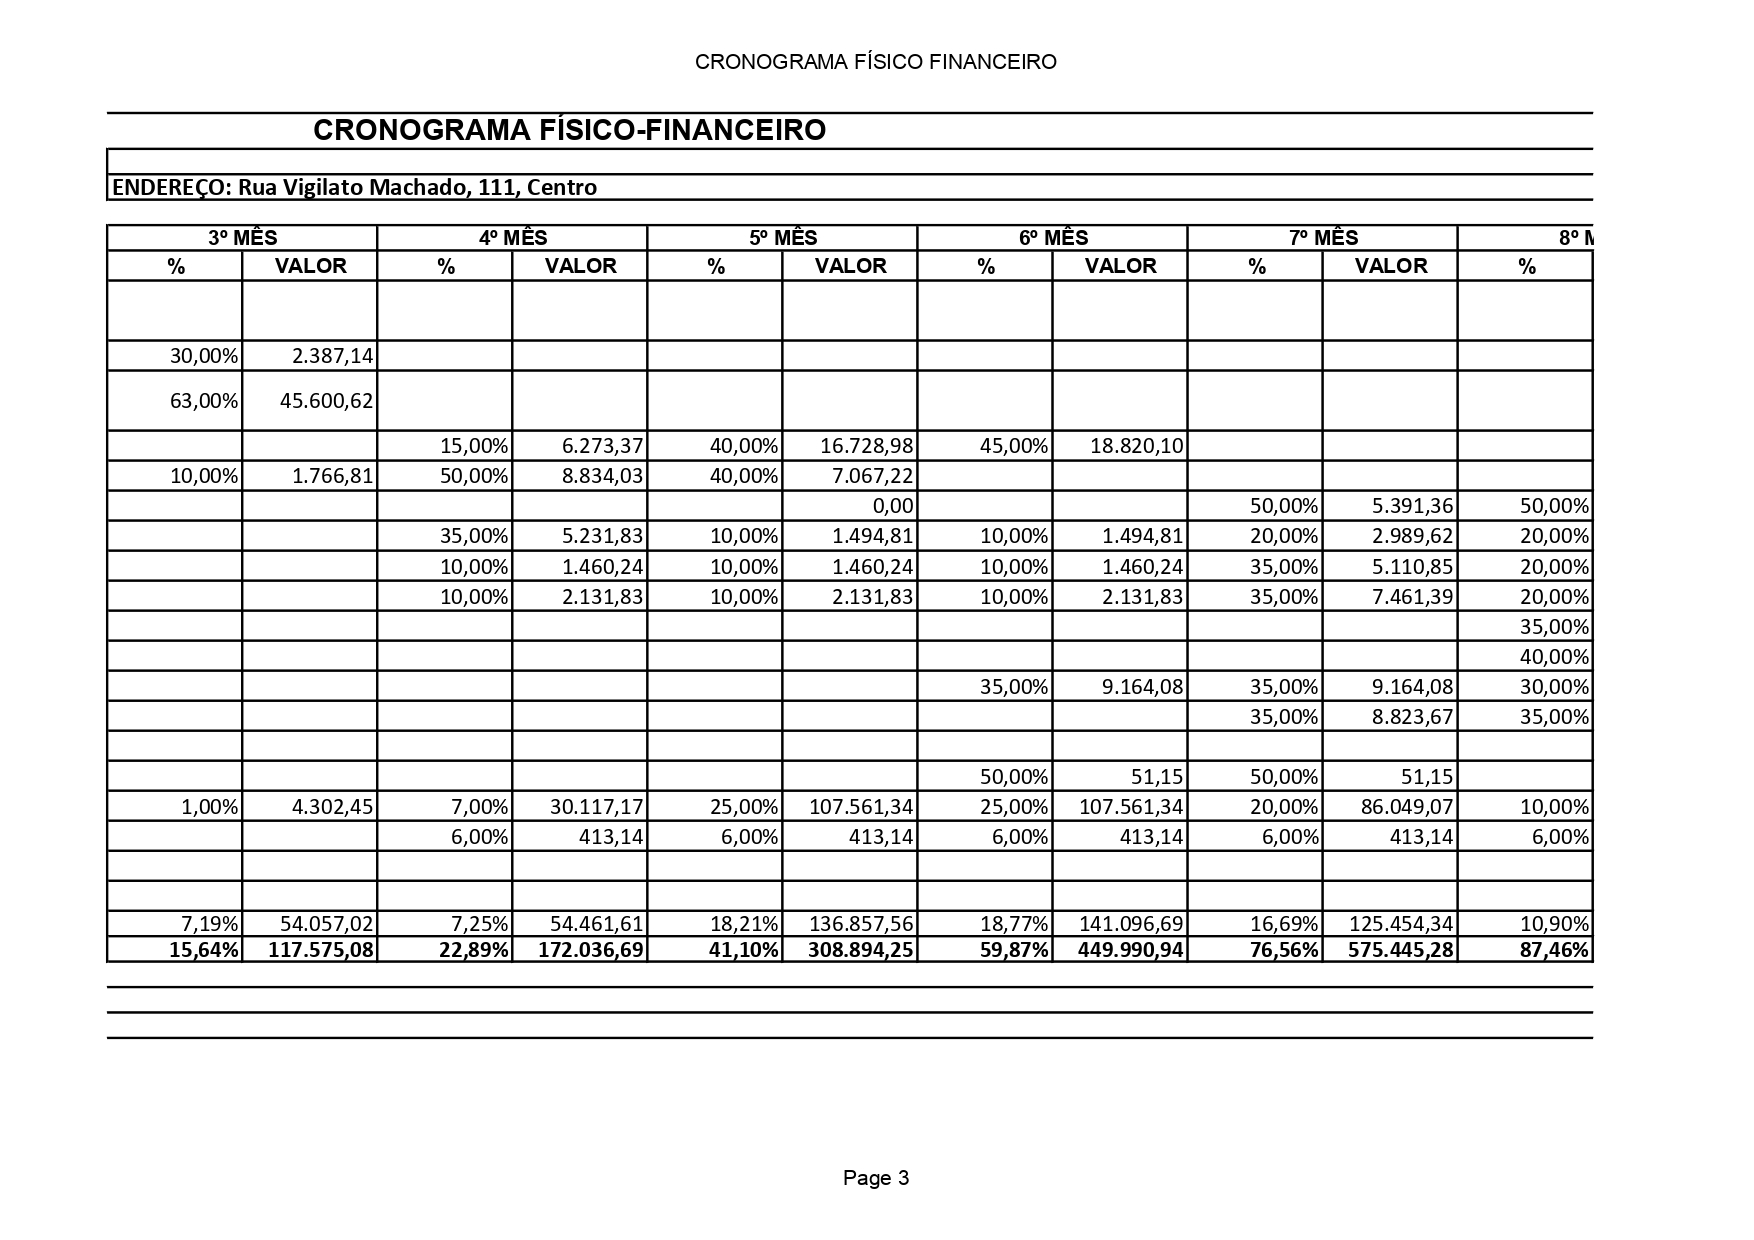 CRONOGRAMA FÍSICO FINANCEIRO
CRONOGRAMA FÍSICO-FINANCEIRO
ENDEREÇO: Rua Vigilato Machado, 111, Centro
3º MÊS 4º MÊS 5º MÊS 6º MÊS 7º MÊS 8º M
% VALOR % VALOR % VALOR % VALOR % VALOR %
30,00% 2.387,14
63,00% 45.600,62
15,00% 6.273,37 40,00% 16.728,98 45,00% 18.820,10
10,00% 1.766,81 50,00% 8.834,03 40,00% 7.067,22
0,00 50,00% 5.391,36 50,00%
35,00% 5.231,83 10,00% 1.494,81 10,00% 1.494,81 20,00% 2.989,62 20,00%
10,00% 1.460,24 10,00% 1.460,24 10,00% 1.460,24 35,00% 5.110,85 20,00%
10,00% 2.131,83 10,00% 2.131,83 10,00% 2.131,83 35,00% 7.461,39 20,00%
35,00%
40,00%
35,00% 9.164,08 35,00% 9.164,08 30,00%
35,00% 8.823,67 35,00%
50,00% 51,15 50,00% 51,15
1,00% 4.302,45 7,00% 30.117,17 25,00% 107.561,34 25,00% 107.561,34 20,00% 86.049,07 10,00%
6,00% 413,14 6,00% 413,14 6,00% 413,14 6,00% 413,14 6,00%
7,19% 54.057,02 7,25% 54.461,61 18,21% 136.857,56 18,77% 141.096,69 16,69% 125.454,34 10,90%
15,64% 117.575,08 22,89% 172.036,69 41,10% 308.894,25 59,87% 449.990,94 76,56% 575.445,28 87,46%
Page 3